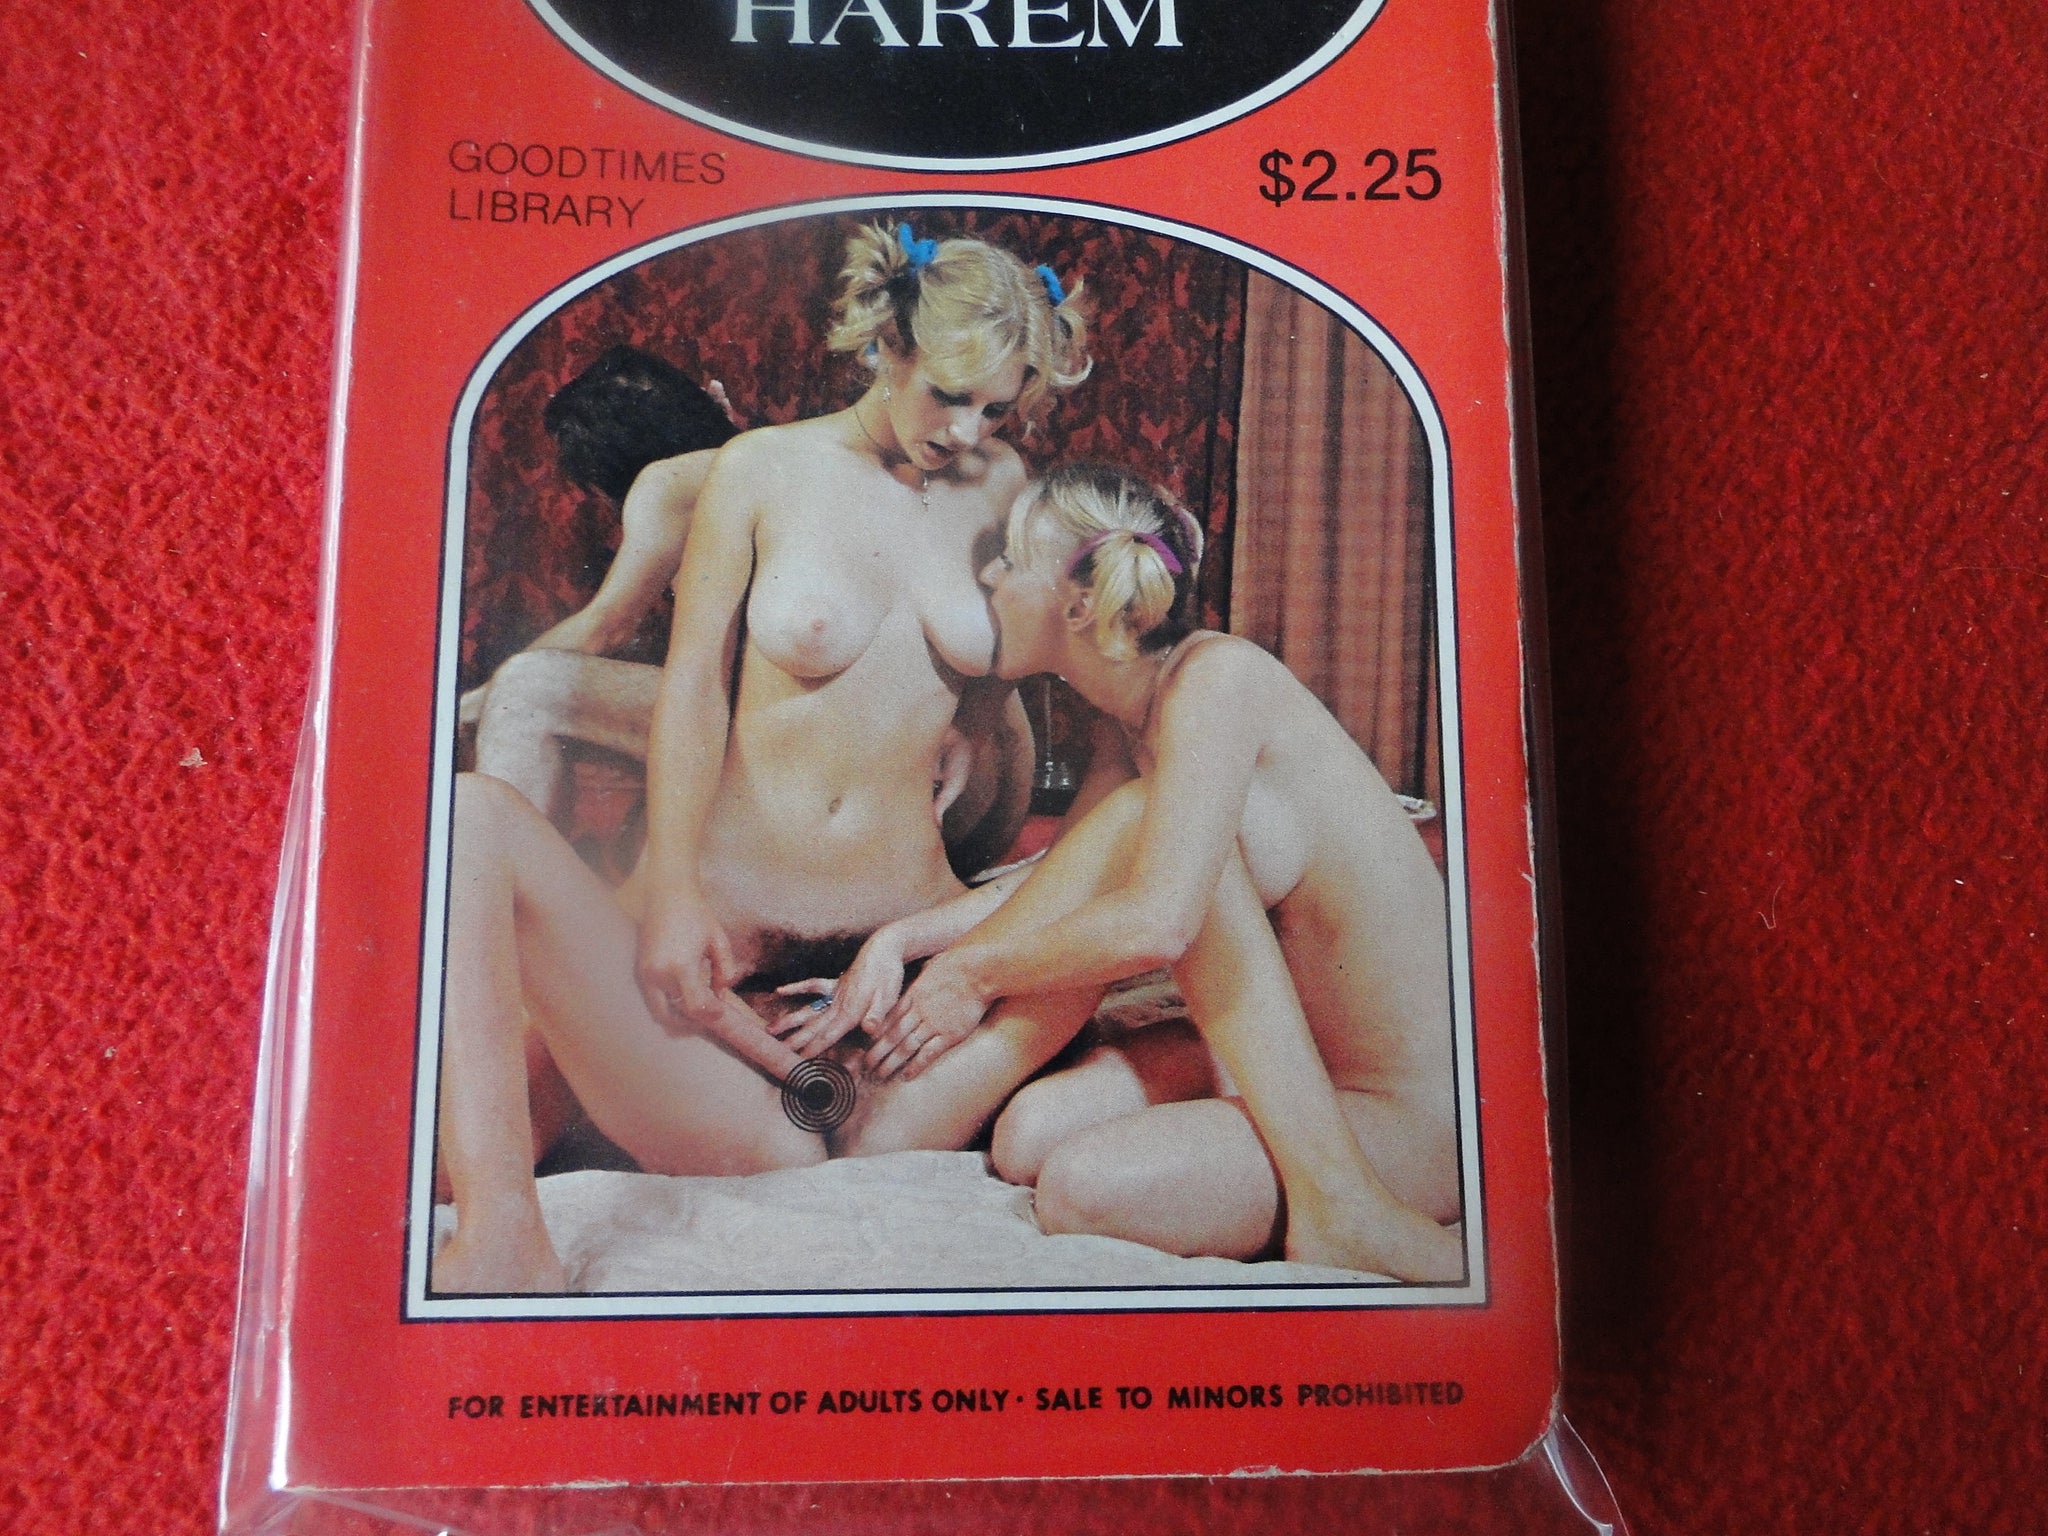 HAREM
GOODTIMES
LIBRARY
$2.25
FOR ENTERTAINMENT OF ADULTS ONLY · SALE TO MINORS PROHIBITED